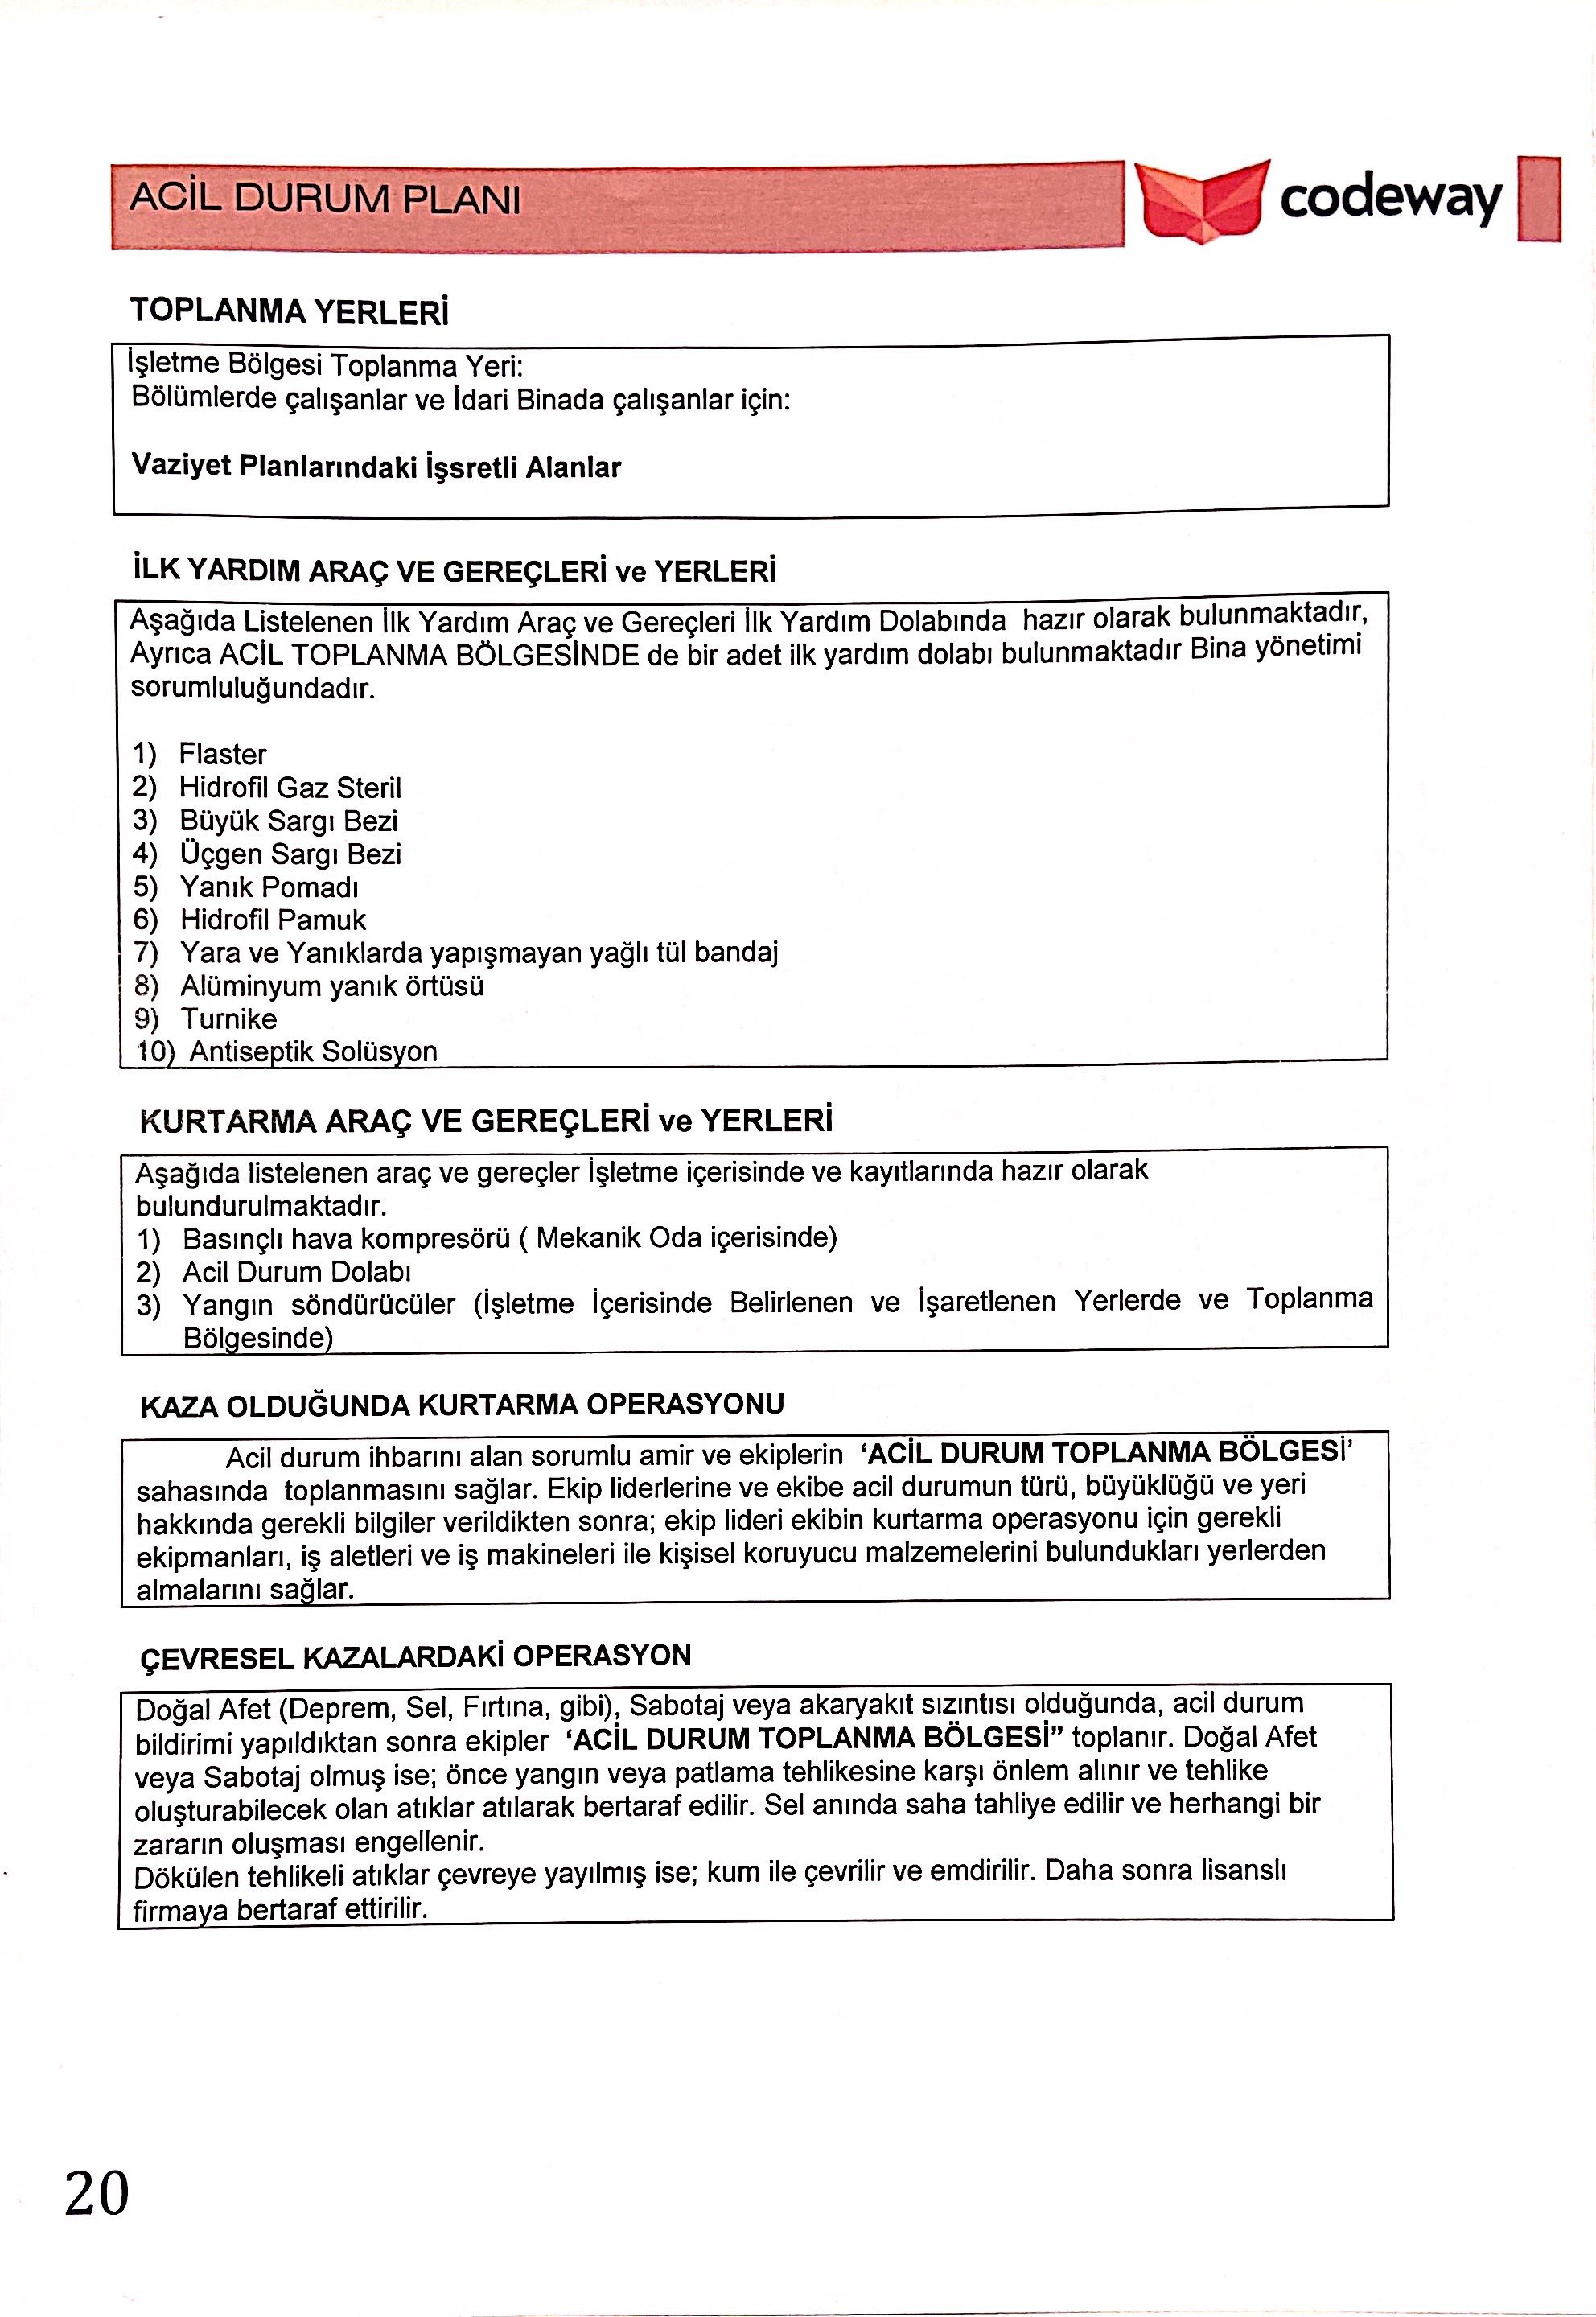 ACİL DURUM PLANI
codeway
TOPLANMA YERLERİ
İşletme Bölgesi Toplanma Yeri:
Bölümlerde çalışanlar ve İdari Binada çalışanlar için:
Vaziyet Planlarındaki İşsretli Alanlar
İLK YARDIM ARAÇ VE GEREÇLERİ ve YERLERİ
Aşağıda Listelenen İlk Yardım Araç ve Gereçleri İlk Yardım Dolabında hazır olarak bulunmaktadır,
Ayrıca ACİL TOPLANMA BÖLGESİNDE de bir adet ilk yardım dolabı bulunmaktadır Bina yönetimi
sorumluluğundadır.
1) Flaster
2) Hidrofil Gaz Steril
3) Büyük Sargı Bezi
4) Üçgen Sargı Bezi
5) Yanık Pomadı
6) Hidrofil Pamuk
7) Yara ve Yanıklarda yapışmayan yağlı tül bandaj
8) Alüminyum yanık örtüsü
9) Turnike
10) Antiseptik Solüsyon
KURTARMA ARAÇ VE GEREÇLERİ ve YERLERİ
Aşağıda listelenen araç ve gereçler İşletme içerisinde ve kayıtlarında hazır olarak
bulundurulmaktadır.
1) Basınçlı hava kompresörü ( Mekanik Oda içerisinde)
2) Acil Durum Dolabı
3) Yangın söndürücüler (İşletme İçerisinde Belirlenen ve İşaretlenen Yerlerde ve Toplanma
Bölgesinde)
KAZA OLDUĞUNDA KURTARMA OPERASYONU
Acil durum ihbarını alan sorumlu amir ve ekiplerin ‘ACİL DURUM TOPLANMA BÖLGESİ’
sahasında toplanmasını sağlar. Ekip liderlerine ve ekibe acil durumun türü, büyüklüğü ve yeri
hakkında gerekli bilgiler verildikten sonra; ekip lideri ekibin kurtarma operasyonu için gerekli
ekipmanları, iş aletleri ve iş makineleri ile kişisel koruyucu malzemelerini bulundukları yerlerden
almalarını sağlar.
ÇEVRESEL KAZALARDAKİ OPERASYON
Doğal Afet (Deprem, Sel, Fırtına, gibi), Sabotaj veya akaryakıt sızıntısı olduğunda, acil durum
bildirimi yapıldıktan sonra ekipler ‘ACİL DURUM TOPLANMA BÖLGESİ” toplanır. Doğal Afet
veya Sabotaj olmuş ise; önce yangın veya patlama tehlikesine karşı önlem alınır ve tehlike
oluşturabilecek olan atıklar atılarak bertaraf edilir. Sel anında saha tahliye edilir ve herhangi bir
zararın oluşması engellenir.
Dökülen tehlikeli atıklar çevreye yayılmış ise; kum ile çevrilir ve emdirilir. Daha sonra lisanslı
firmaya bertaraf ettirilir.
20